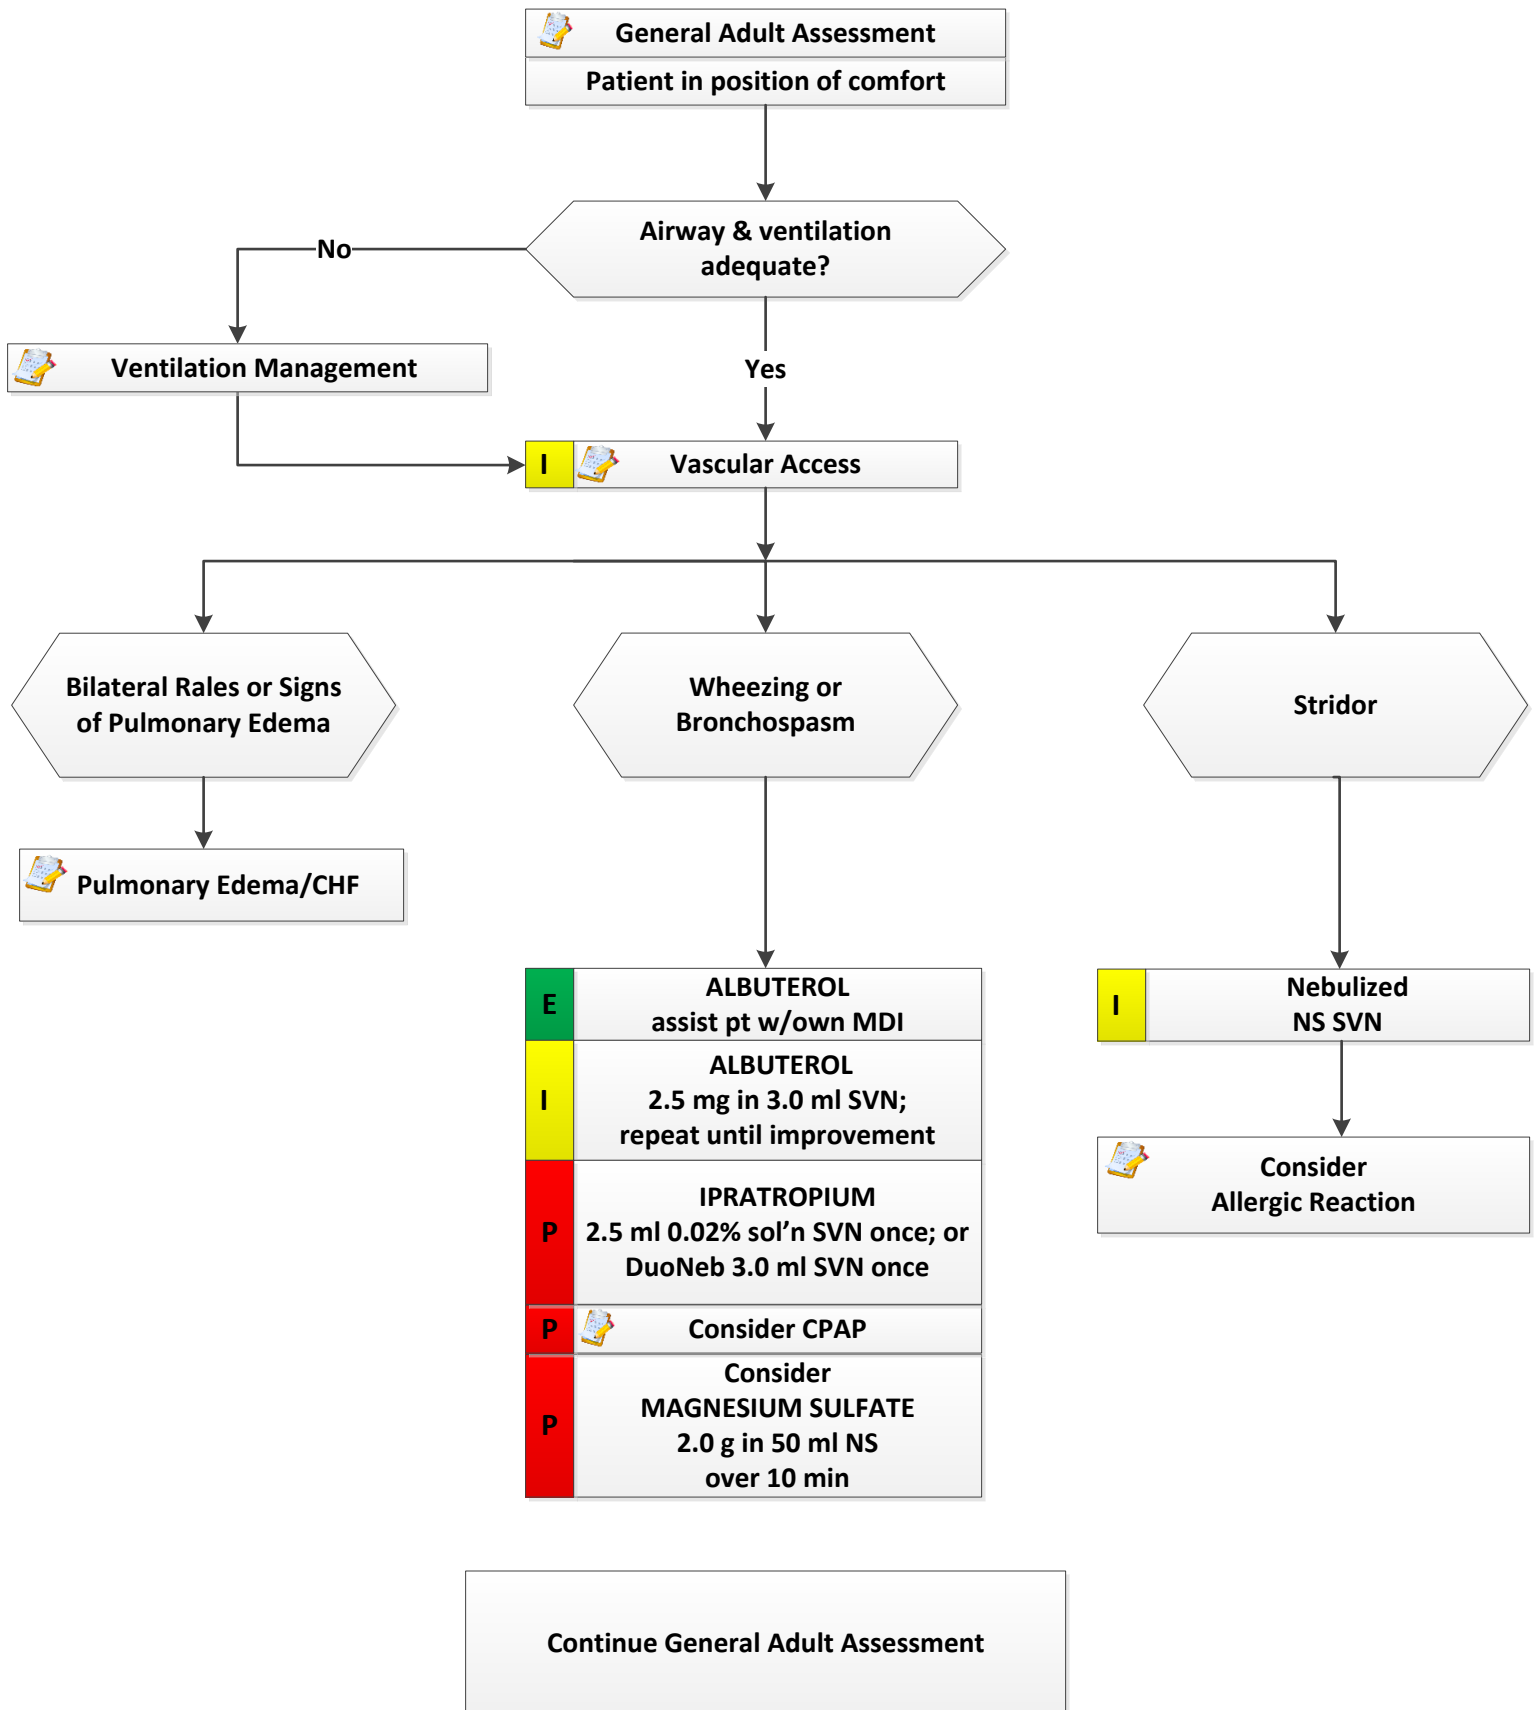 General Adult Assessment
Patient in position of comfort
Airway & ventilation
adequate?
No
Yes
Ventilation Management
I
Vascular Access
Bilateral Rales or Signs
of Pulmonary Edema
Wheezing or
Bronchospasm
Stridor
Pulmonary Edema/CHF
E
ALBUTEROL
assist pt w/own MDI
I
ALBUTEROL
2.5 mg in 3.0 ml SVN;
repeat until improvement
P
IPRATROPIUM
2.5 ml 0.02% sol’n SVN once; or
DuoNeb 3.0 ml SVN once
P
Consider CPAP
P
Consider
MAGNESIUM SULFATE
2.0 g in 50 ml NS
over 10 min
I
Nebulized
NS SVN
Consider
Allergic Reaction
Continue General Adult Assessment